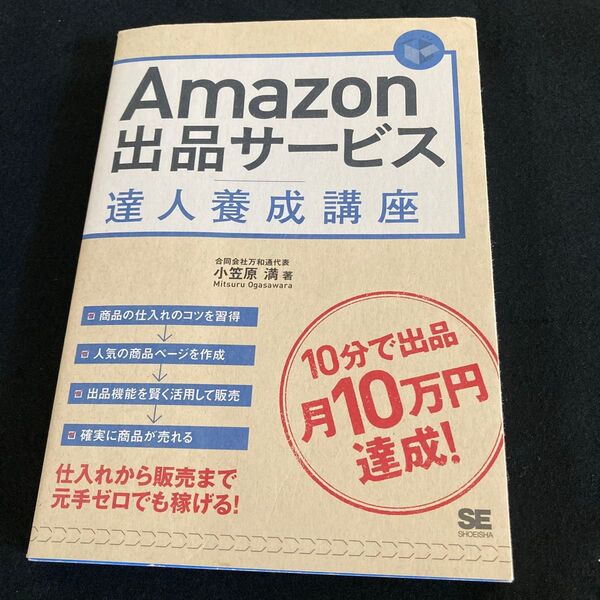 Amazon
出品サービス
達人養成講座
合同会社万和通代表
小笠原 満 著
Mitsuru Ogasawara
商品の仕入れのコツを習得
人気の商品ページを作成
出品機能を賢く活用して販売
確実に商品が売れる
仕入れから販売まで
元手ゼロでも稼げる!
10分で出品
月10万円
達成!
SE
SHOEISHA